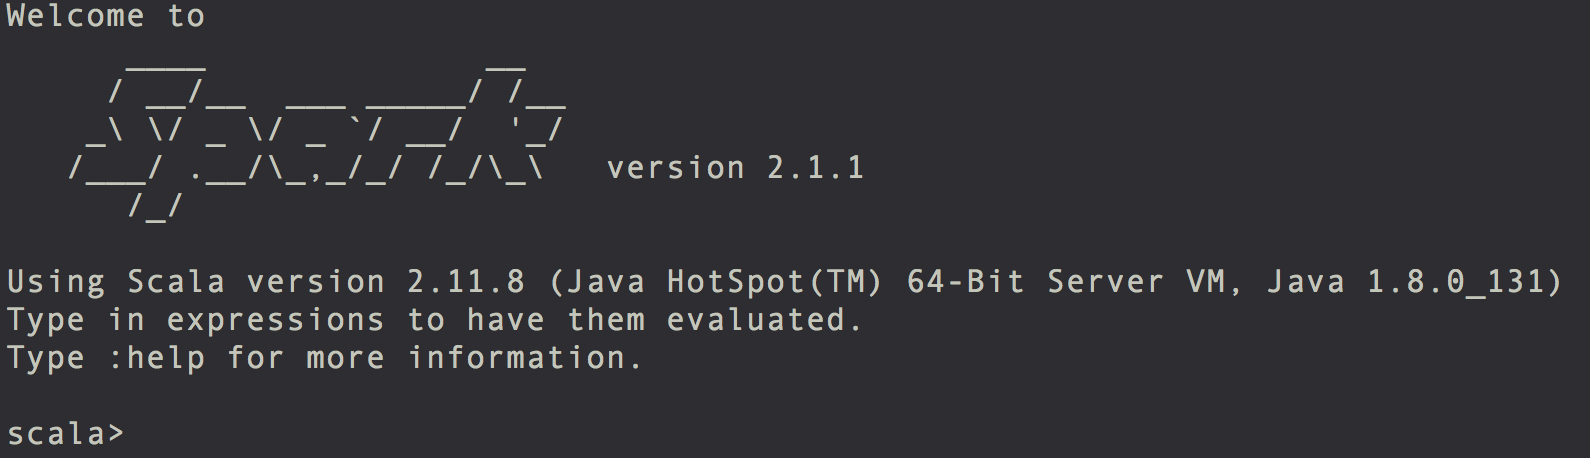 Welcome to
      ____              __
     / __/__  ___ _____/ /__
    _\ \/ _ \/ _ `/ __/  '_/
   /___/ .__/\_,_/_/ /_/\_\   version 2.1.1
      /_/
Using Scala version 2.11.8 (Java HotSpot(TM) 64-Bit Server VM, Java 1.8.0_131)
Type in expressions to have them evaluated.
Type :help for more information.
scala>